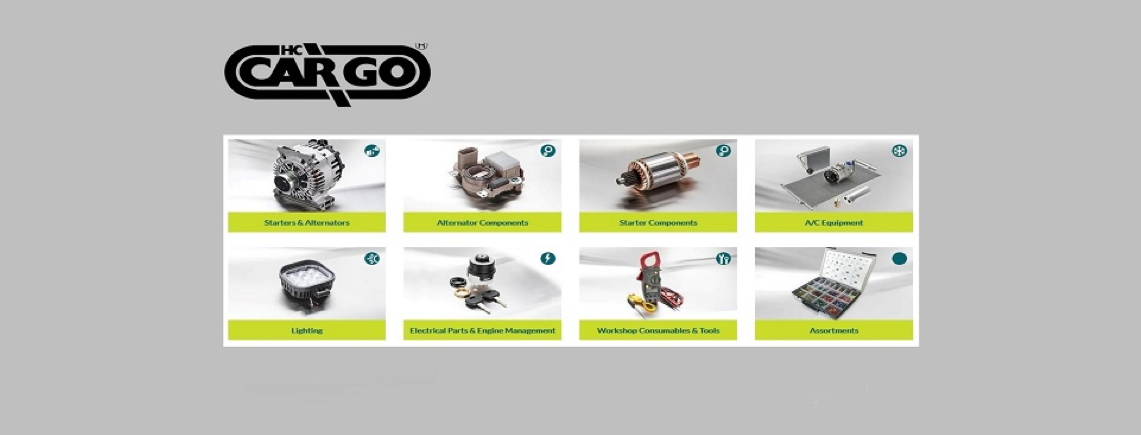 HC
CARGO
Starters & Alternators
Alternator Components
Starter Components
A/C Equipment
Lighting
Electrical Parts & Engine Management
Workshop Consumables & Tools
Assortments